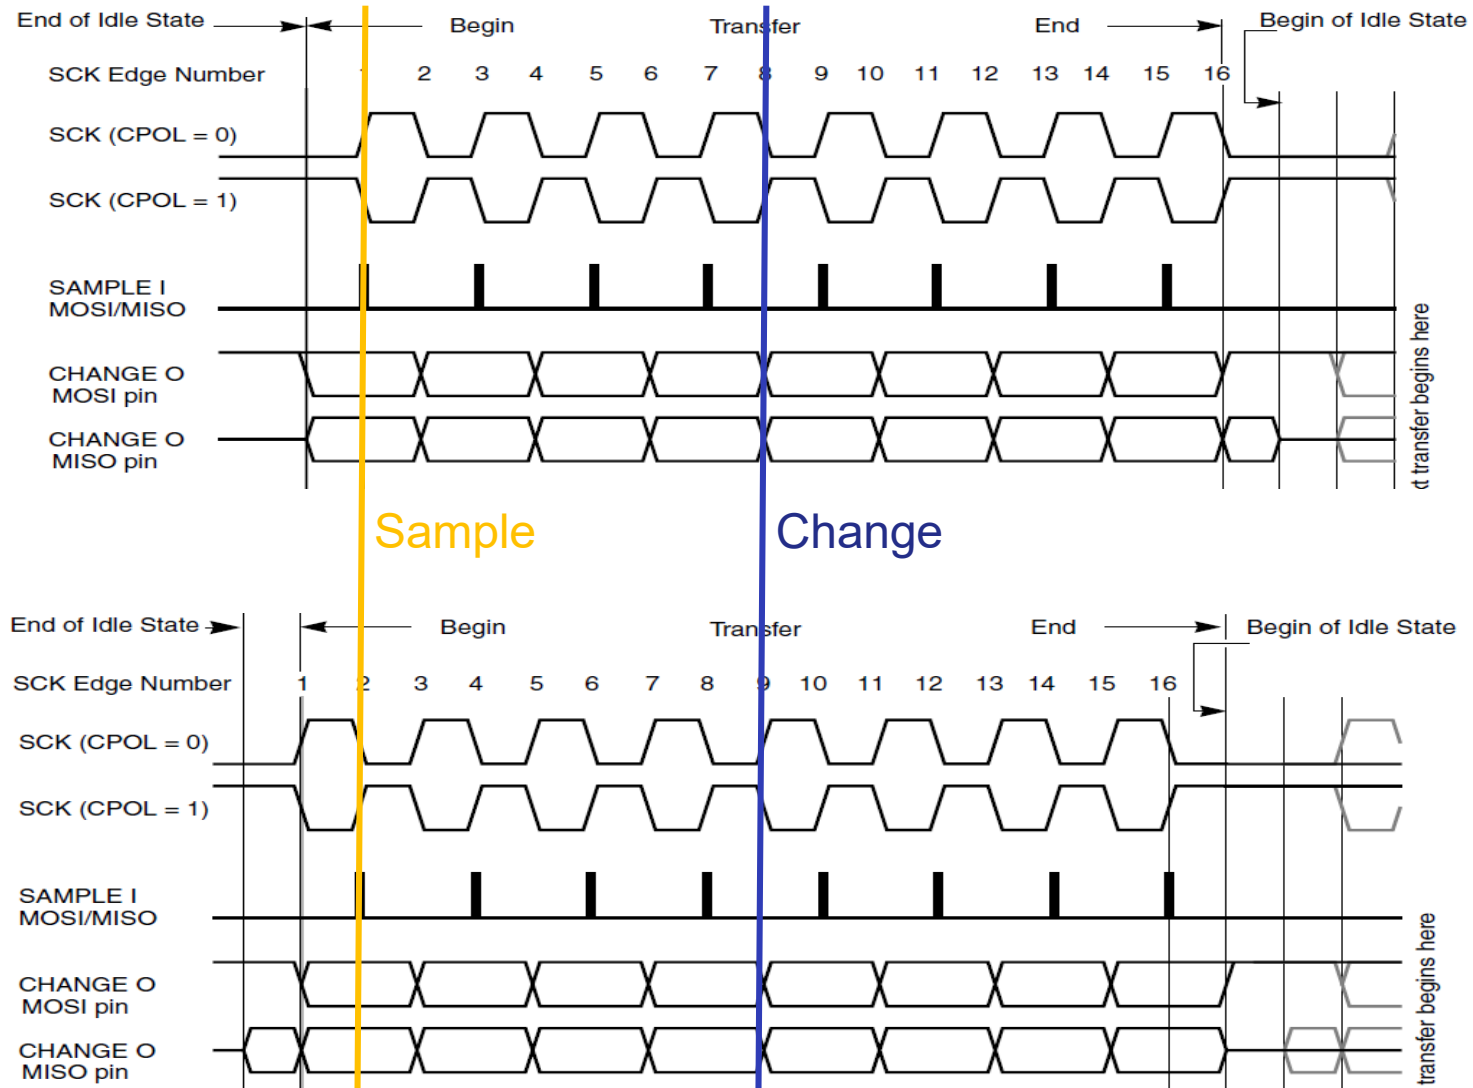 End of Idle State Begin Transfer End Begin of Idle State
SCK Edge Number 1 2 3 4 5 6 7 8 9 10 11 12 13 14 15 16
SCK (CPOL = 0)
SCK (CPOL = 1)
SAMPLE I
MOSI/MISO
CHANGE O
MOSI pin
CHANGE O
MISO pin
d transfer begins here
Sample Change
End of Idle State Begin Transfer End Begin of Idle State
SCK Edge Number 1 2 3 4 5 6 7 8 9 10 11 12 13 14 15 16
SCK (CPOL = 0)
SCK (CPOL = 1)
SAMPLE I
MOSI/MISO
CHANGE O
MOSI pin
CHANGE O
MISO pin
transfer begins here